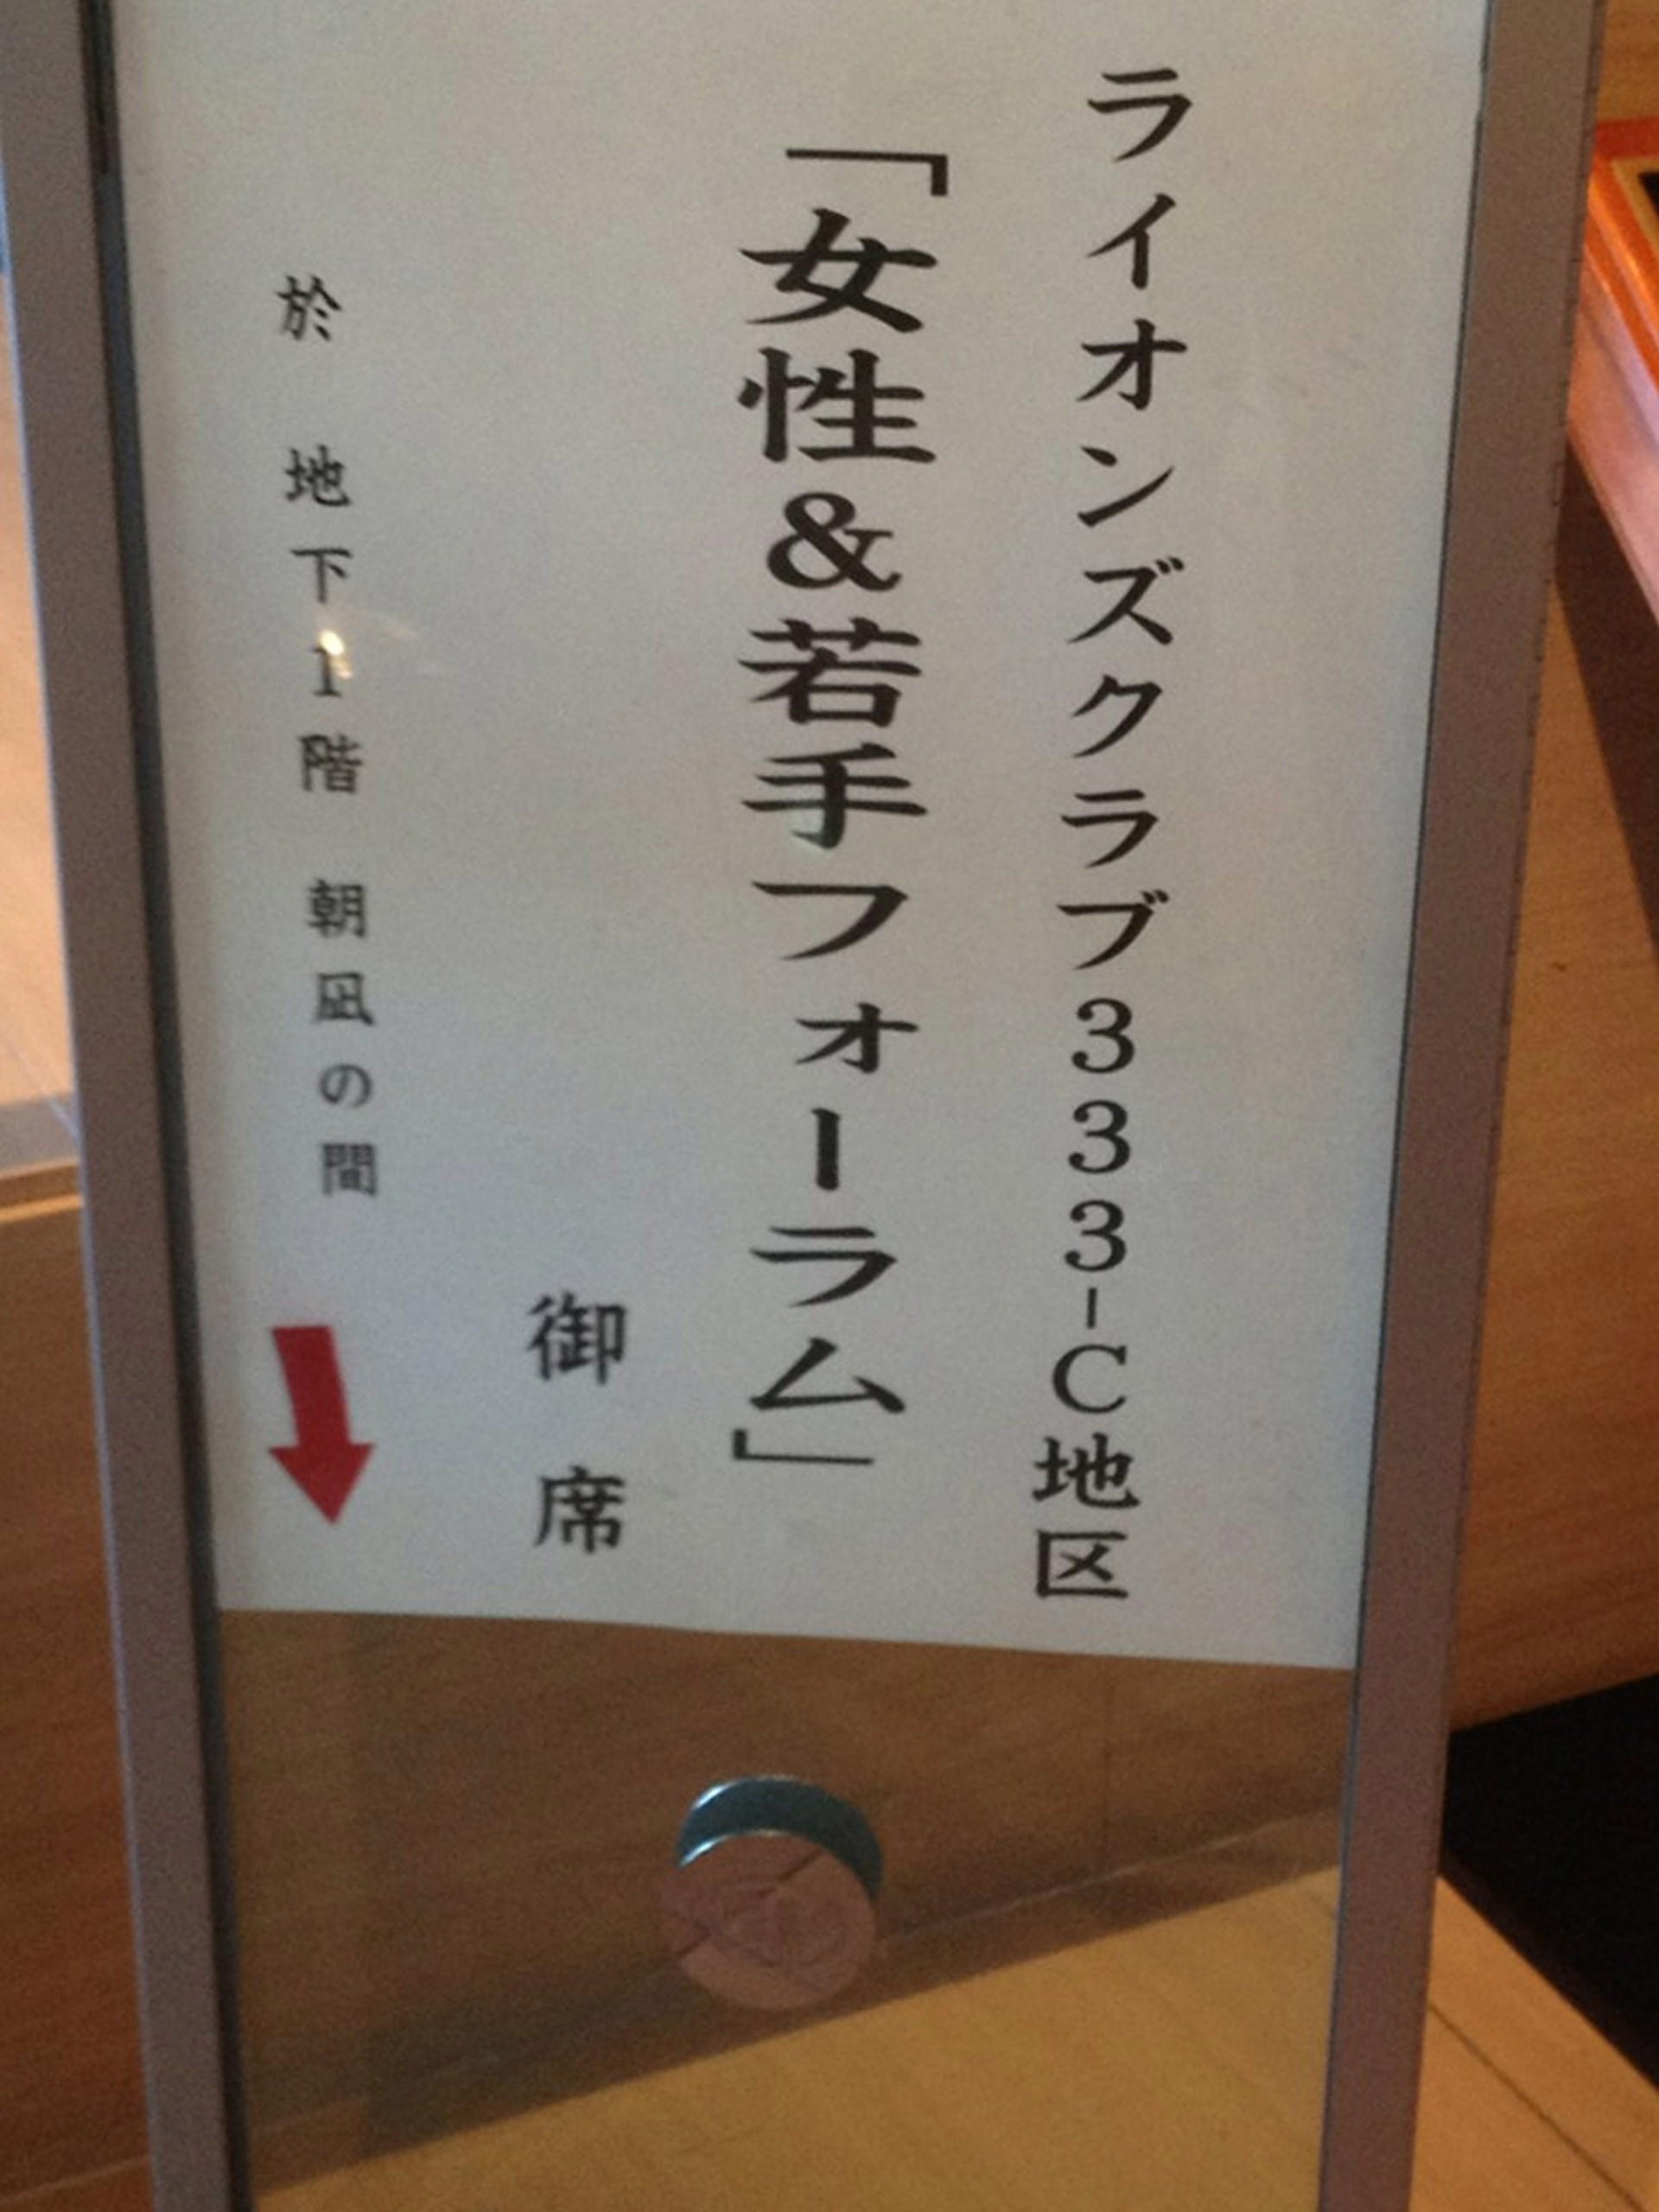 ライオンズクラブ333-C地区
「女性&若手フォーラム」
御席
於 地下1階 朝凪の間